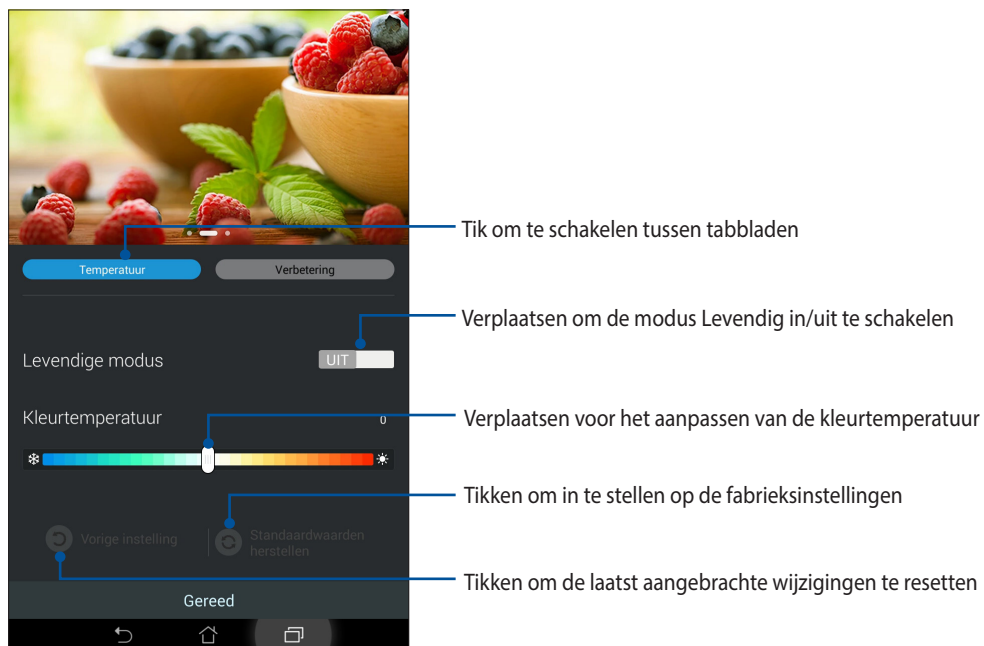 Tik om te schakelen tussen tabbladen
Temperatuur
Verbetering
Verplaatsen om de modus Levendig in/uit te schakelen
Levendige modus
UIT
Kleurtemperatuur
0
Verplaatsen voor het aanpassen van de kleurtemperatuur
Tikken om in te stellen op de fabrieksinstellingen
Vorige instelling
Standaardwaarden
herstellen
Tikken om de laatst aangebrachte wijzigingen te resetten
Gereed